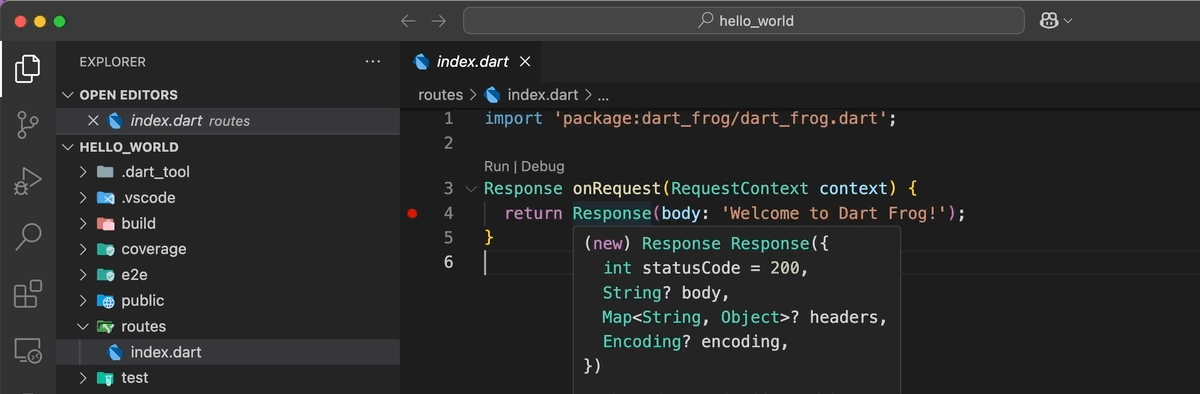 hello_world
EXPLORER
OPEN EDITORS
index.dart routes
HELLO_WORLD
.dart_tool
.vscode
build
coverage
e2e
public
routes
index.dart
test
index.dart
routes > index.dart > ...
1 import 'package:dart_frog/dart_frog.dart';
2
Run | Debug
3 Response onRequest(RequestContext context) {
4 return Response(body: 'Welcome to Dart Frog!');
5 }
6
(new) Response Response({
int statusCode = 200,
String? body,
Map<String, Object>? headers,
Encoding? encoding,
})